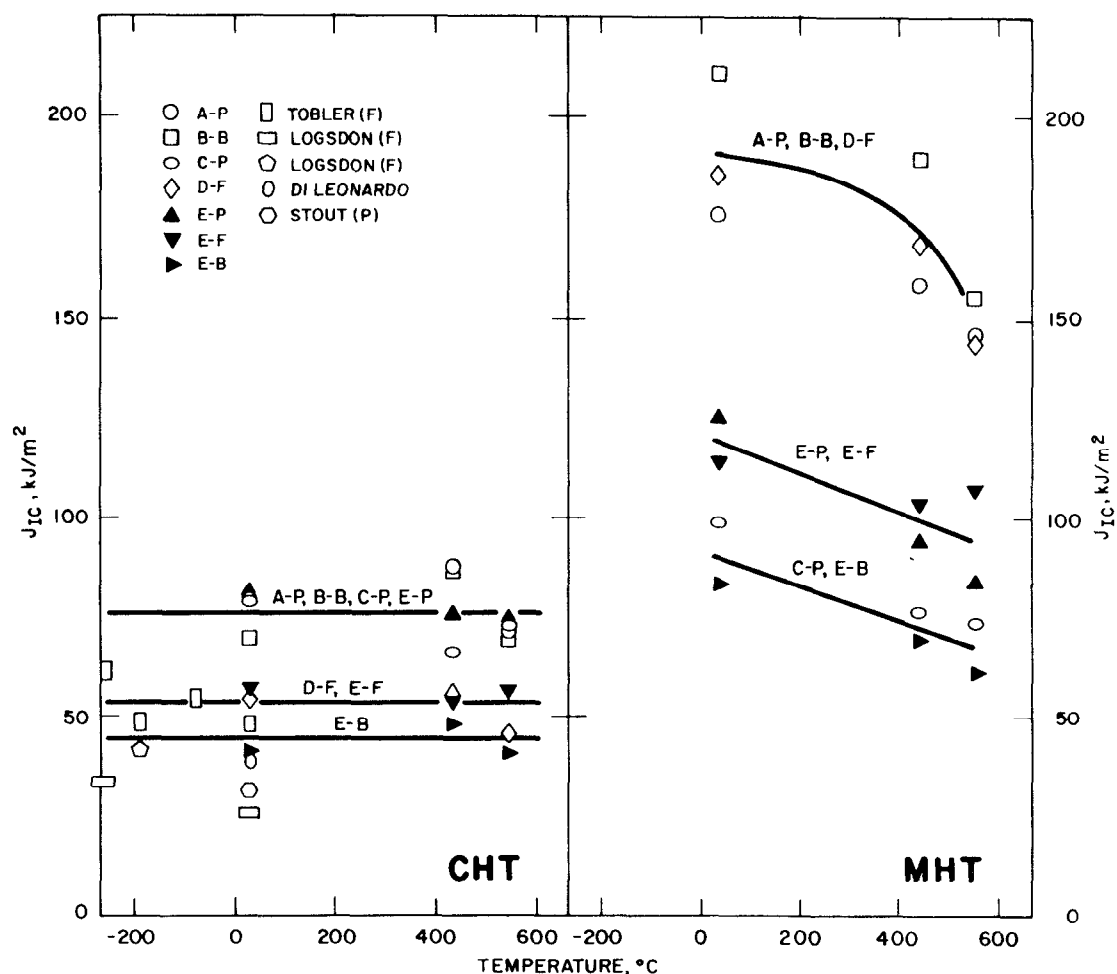 200
150
100
50
0
J_IC, kJ/m²
A-P
B-B
C-P
D-F
E-P
E-F
E-B
TOBLER (F)
LOGSDON (F)
LOGSDON (F)
DI LEONARDO
STOUT (P)
A-P, B-B, C-P, E-P
D-F, E-F
E-B
CHT
-200 0 200 400 600
A-P, B-B, D-F
E-P, E-F
C-P, E-B
MHT
-200 0 200 400 600
200
150
100
50
0
J_IC, kJ/m²
TEMPERATURE, °C